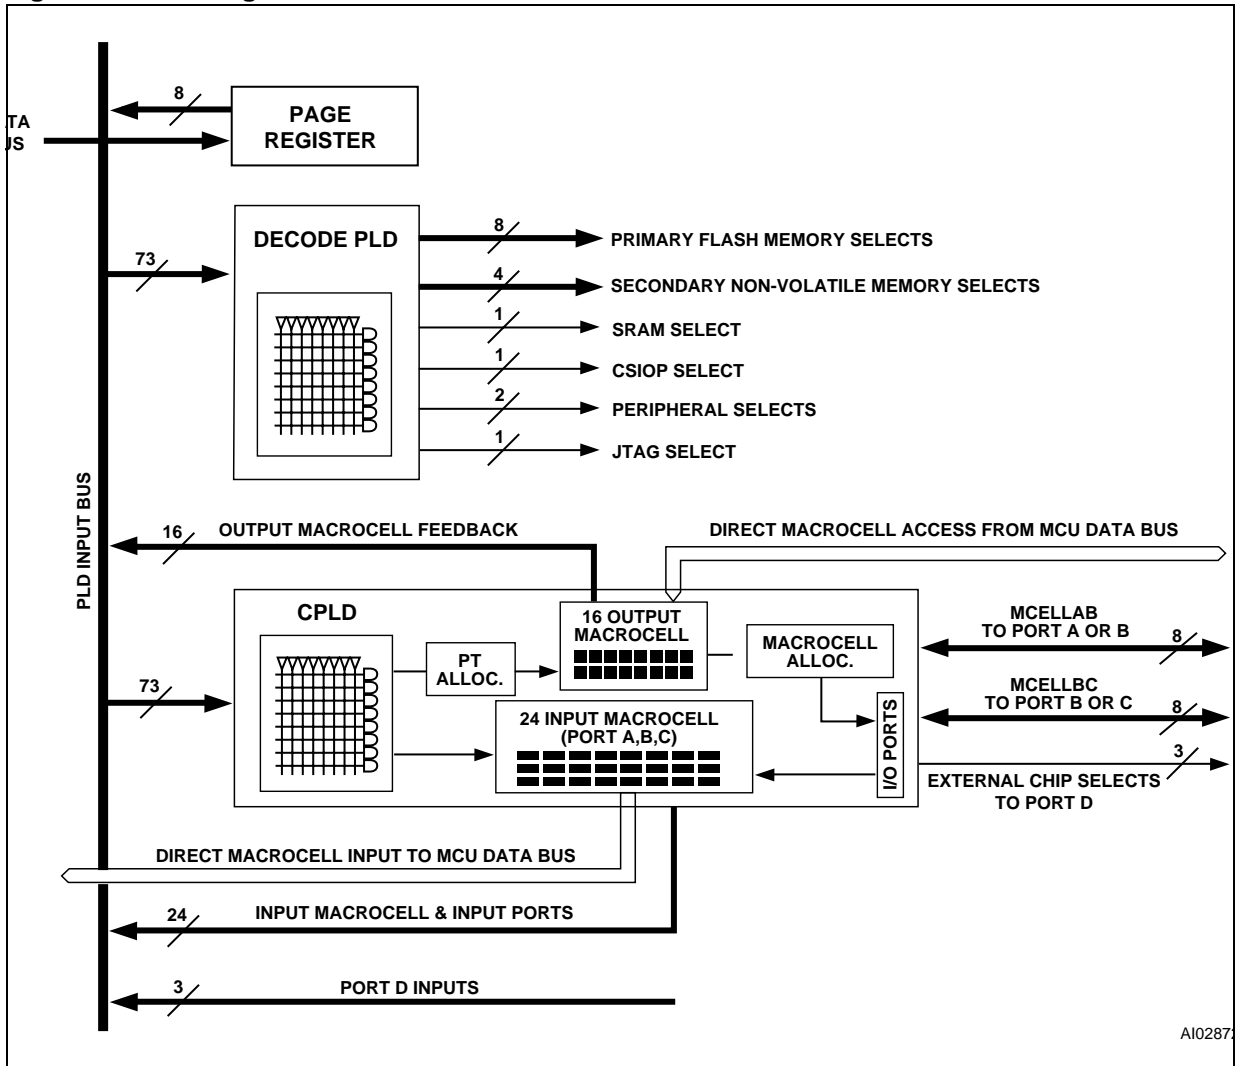 8
PAGE
REGISTER
TA
US
DECODE PLD
73
8
PRIMARY FLASH MEMORY SELECTS
4
SECONDARY NON-VOLATILE MEMORY SELECTS
1
SRAM SELECT
1
CSIOP SELECT
2
PERIPHERAL SELECTS
1
JTAG SELECT
PLD INPUT BUS
16
OUTPUT MACROCELL FEEDBACK
DIRECT MACROCELL ACCESS FROM MCU DATA BUS
CPLD
73
PT
ALLOC.
16 OUTPUT
MACROCELL
MACROCELL
ALLOC.
24 INPUT MACROCELL
(PORT A,B,C)
I/O PORTS
MCELLAB
TO PORT A OR B
8
MCELLBC
TO PORT B OR C
8
3
EXTERNAL CHIP SELECTS
TO PORT D
DIRECT MACROCELL INPUT TO MCU DATA BUS
24
INPUT MACROCELL & INPUT PORTS
3
PORT D INPUTS
AI02872